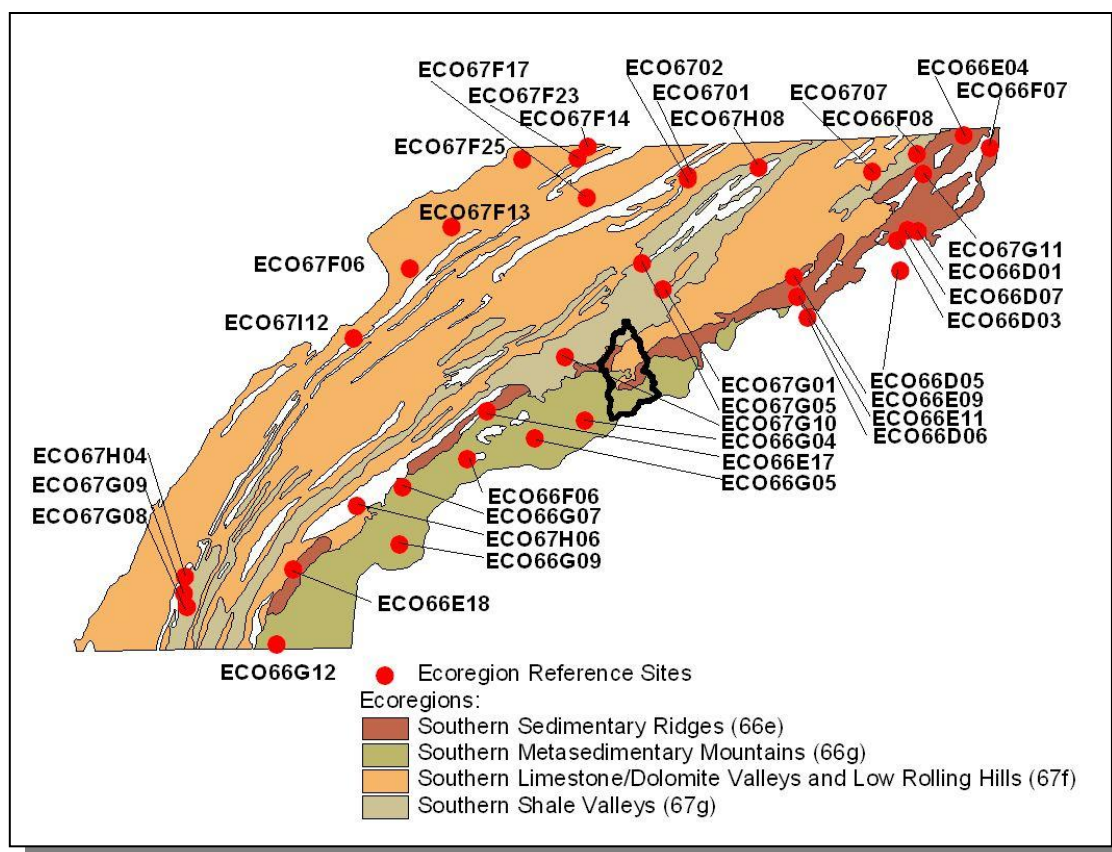 ECO67F17
ECO67F23
ECO67F14
ECO67F25
ECO6702
ECO6701
ECO67H08
ECO6707
ECO66F08
ECO66E04
ECO66F07
ECO67F13
ECO67F06
ECO67I12
ECO67G11
ECO66D01
ECO66D07
ECO66D03
ECO66D05
ECO66E09
ECO66E11
ECO66D06
ECO67G01
ECO67G05
ECO67G10
ECO66G04
ECO66E17
ECO66G05
ECO67H04
ECO67G09
ECO67G08
ECO66F06
ECO66G07
ECO67H06
ECO66G09
ECO66E18
ECO66G12
Ecoregion Reference Sites
Ecoregions:
Southern Sedimentary Ridges (66e)
Southern Metasedimentary Mountains (66g)
Southern Limestone/Dolomite Valleys and Low Rolling Hills (67f)
Southern Shale Valleys (67g)